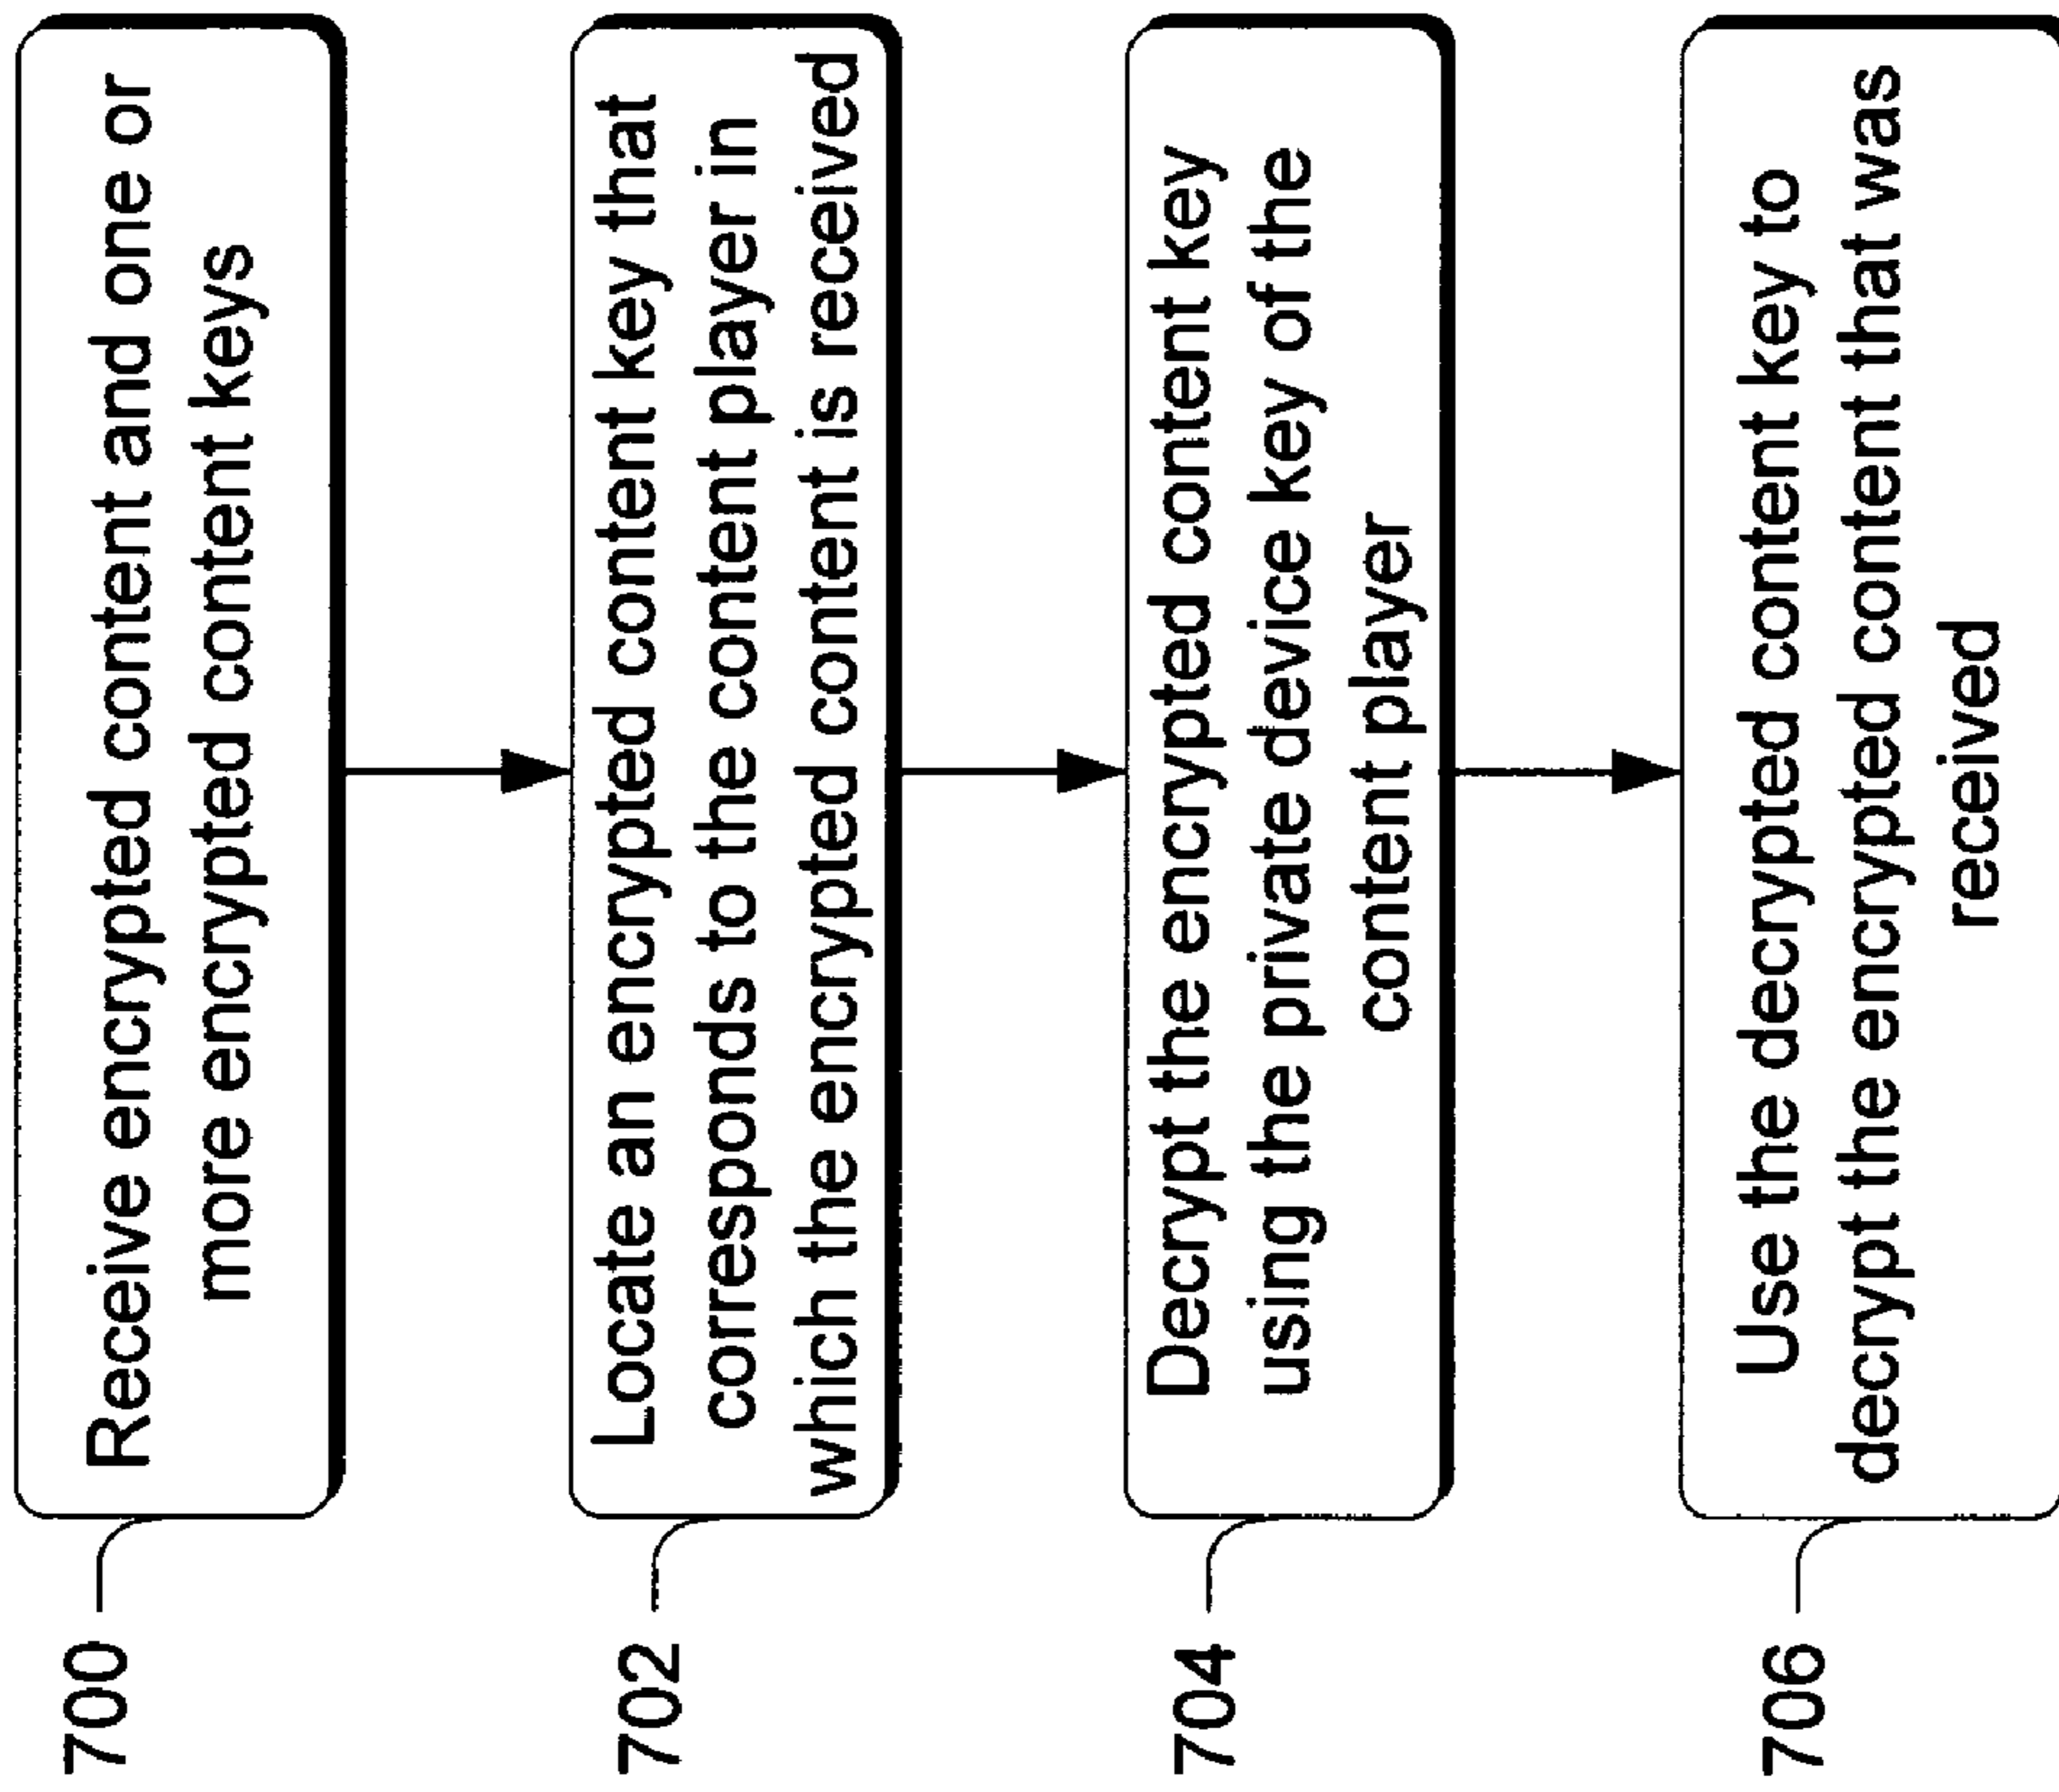 700
Receive encrypted content and one or
more encrypted content keys
702
Locate an encrypted content key that
corresponds to the content player in
which the encrypted content is received
704
Decrypt the encrypted content key
using the private device key of the
content player
706
Use the decrypted content key to
decrypt the encrypted content that was
received